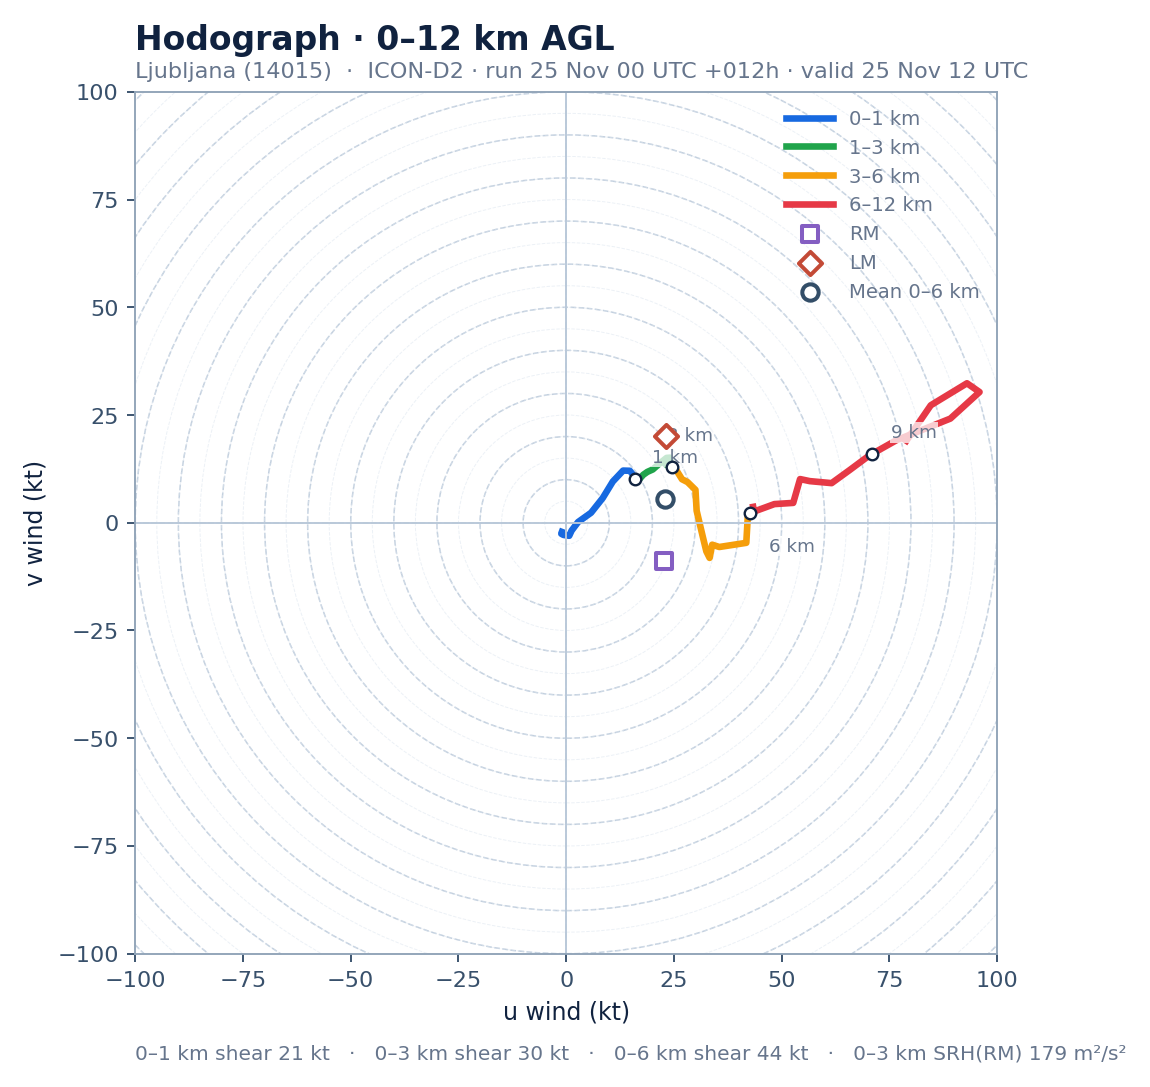 Hodograph · 0–12 km AGL
Ljubljana (14015) · ICON-D2 · run 25 Nov 00 UTC +012h · valid 25 Nov 12 UTC
100
75
50
25
0
−25
−50
−75
−100
v wind (kt)
0–1 km
1–3 km
3–6 km
6–12 km
RM
LM
Mean 0–6 km
9 km
km
1 km
6 km
−100 −75 −50 −25 0 25 50 75 100
u wind (kt)
0–1 km shear 21 kt · 0–3 km shear 30 kt · 0–6 km shear 44 kt · 0–3 km SRH(RM) 179 m²/s²